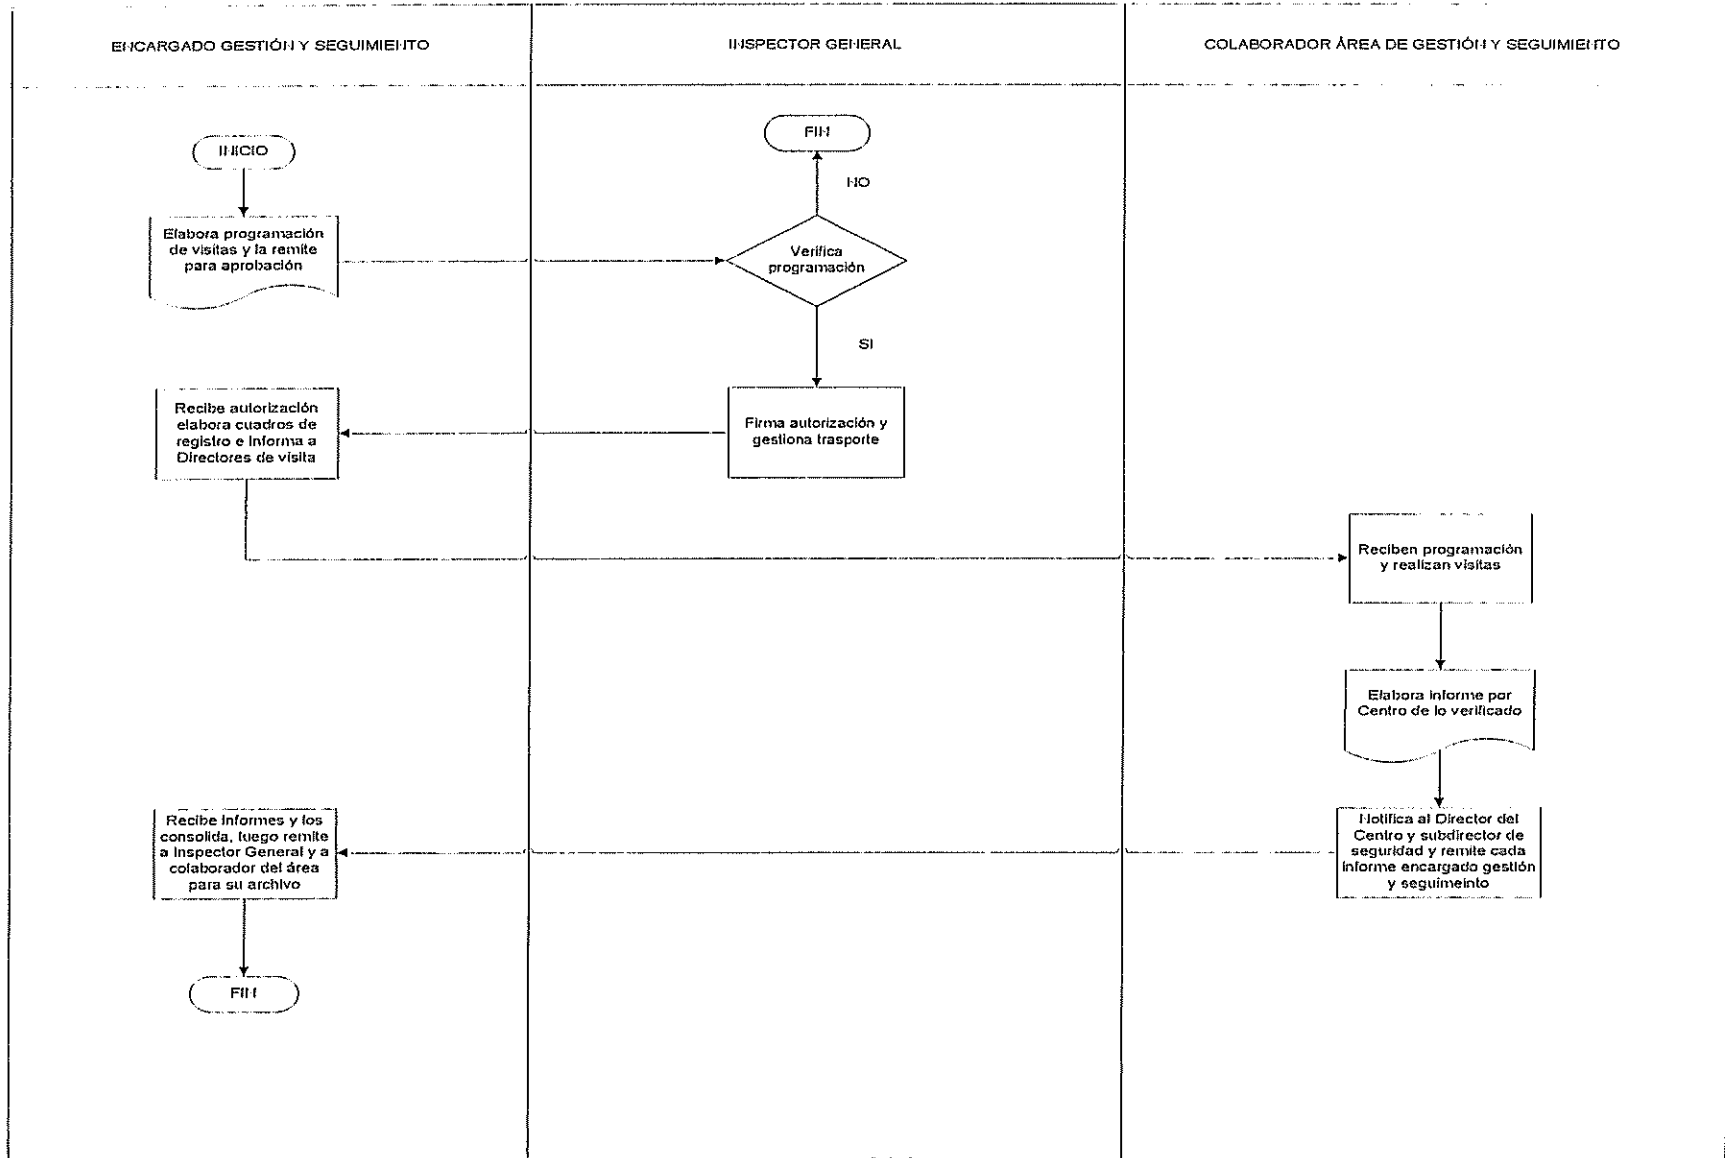 ENCARGADO GESTIÓN Y SEGUIMIENTO
INSPECTOR GENERAL
COLABORADOR ÁREA DE GESTIÓN Y SEGUIMIENTO
INICIO
FIN
NO
Elabora programación
de visitas y la remite
para aprobación
Verifica
programación
SI
Recibe autorización
elabora cuadros de
registro e Informa a
Directores de visita
Firma autorización y
gestiona trasporte
Reciben programación
y realizan visitas
Elabora informe por
Centro de lo verificado
Recibe Informes y los
consolida, luego remite
a Inspector General y a
colaborador del área
para su archivo
Notifica al Director del
Centro y subdirector de
seguridad y remite cada
informe encargado gestión
y seguimeinto
FIN